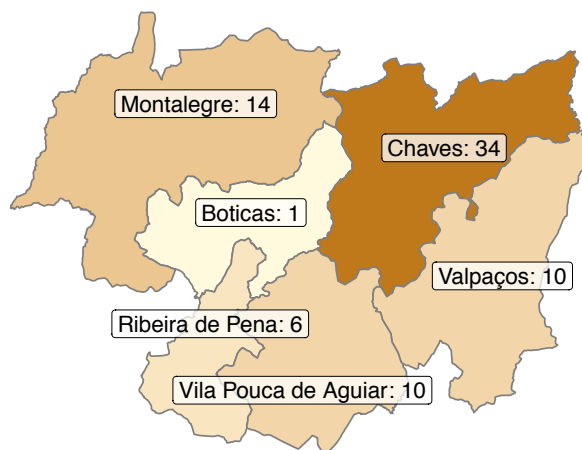 Montalegre: 14
Chaves: 34
Boticas: 1
Valpaços: 10
Ribeira de Pena: 6
Vila Pouca de Aguiar: 10